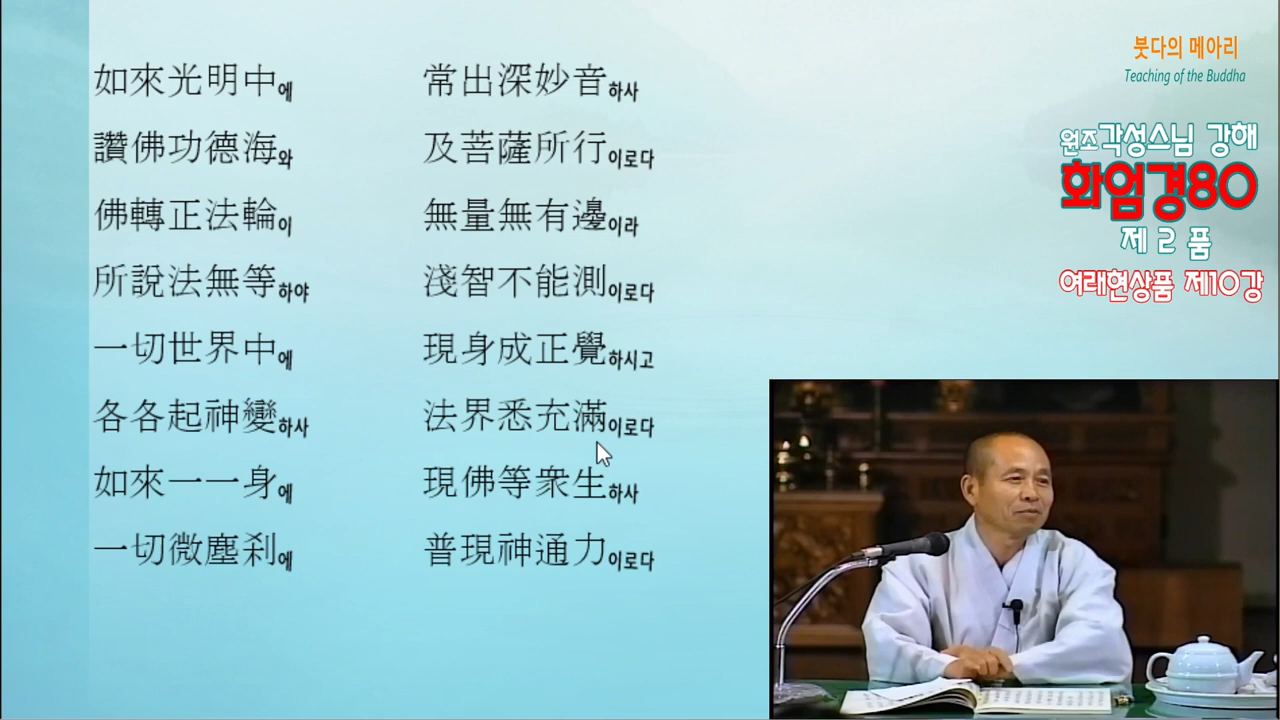 如來光明中에 常出深妙音하사
讚佛功德海와 及菩薩所行이로다
佛轉正法輪이 無量無有邊이라
所說法無等하야 淺智不能測이로다
一切世界中에 現身成正覺하시고
各各起神變하사 法界悉充滿이로다
如來一一身에 現佛等衆生하사
一切微塵刹에 普現神通力이로다
붓다의 메아리
Teaching of the Buddha
원조각성스님 강해
화엄경80
제 2 품
여래현상품 제10강